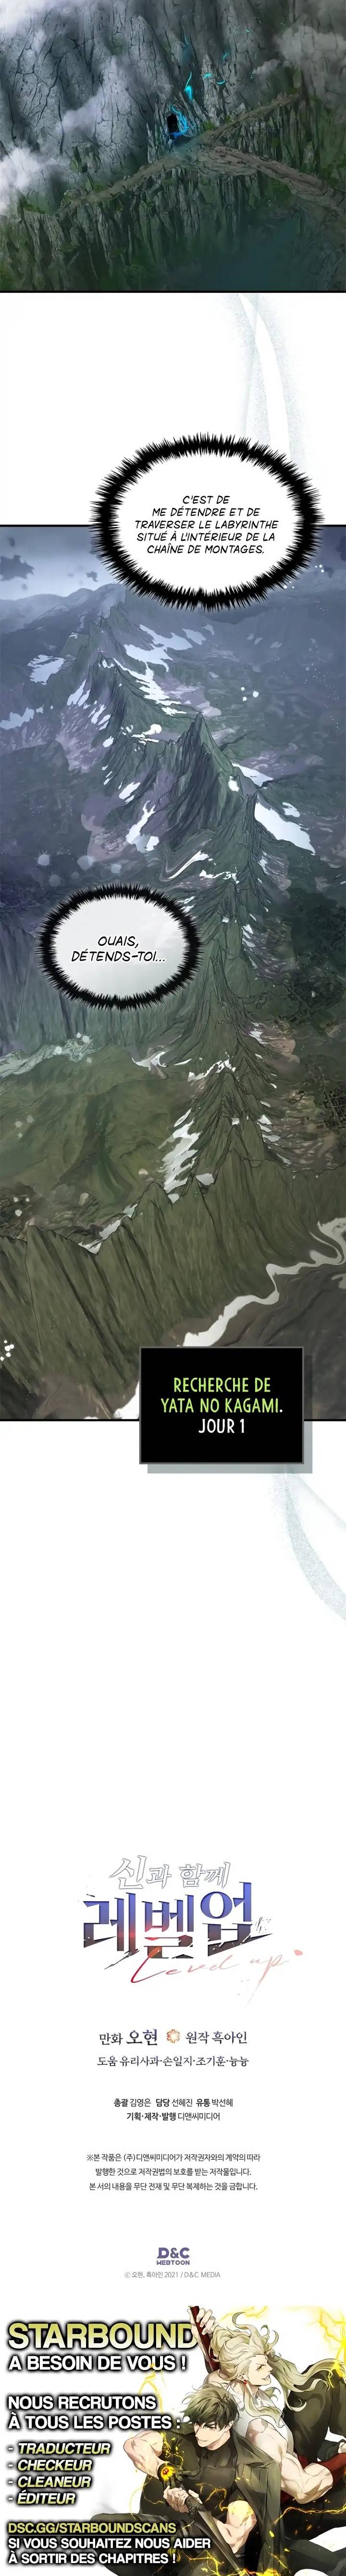 C'EST DE
ME DÉTENDRE ET DE
TRAVERSER LE LABYRINTHE
SITUÉ À L'INTÉRIEUR DE LA
CHAÎNE DE MONTAGES.
OUAIS,
DÉTENDS-TOI...
RECHERCHE DE
YATA NO KAGAMI.
JOUR 1
신과 함께
레벨업
Level up
만화 오현 원작 흑아인
도움 유리사과·손일지·조기훈·능능
총괄 김영은 담당 선혜진 유통 박선혜
기획·제작·발행 디앤씨미디어
※본 작품은 (주)디앤씨미디어가 저작권자와의 계약의 따라
발행한 것으로 저작권법의 보호를 받는 저작물입니다.
본 서의 내용을 무단 전재 및 무단 복제하는 것을 금합니다.
D&C
WEBTOON
ⓒ 오현, 흑아인 2021 / D&C MEDIA
STARBOUND
A BESOIN DE VOUS !
NOUS RECRUTONS
À TOUS LES POSTES :
- TRADUCTEUR
- CHECKEUR
- CLEANEUR
- ÉDITEUR
DSC.GG/STARBOUNDSCANS
SI VOUS SOUHAITEZ NOUS AIDER
À SORTIR DES CHAPITRES !